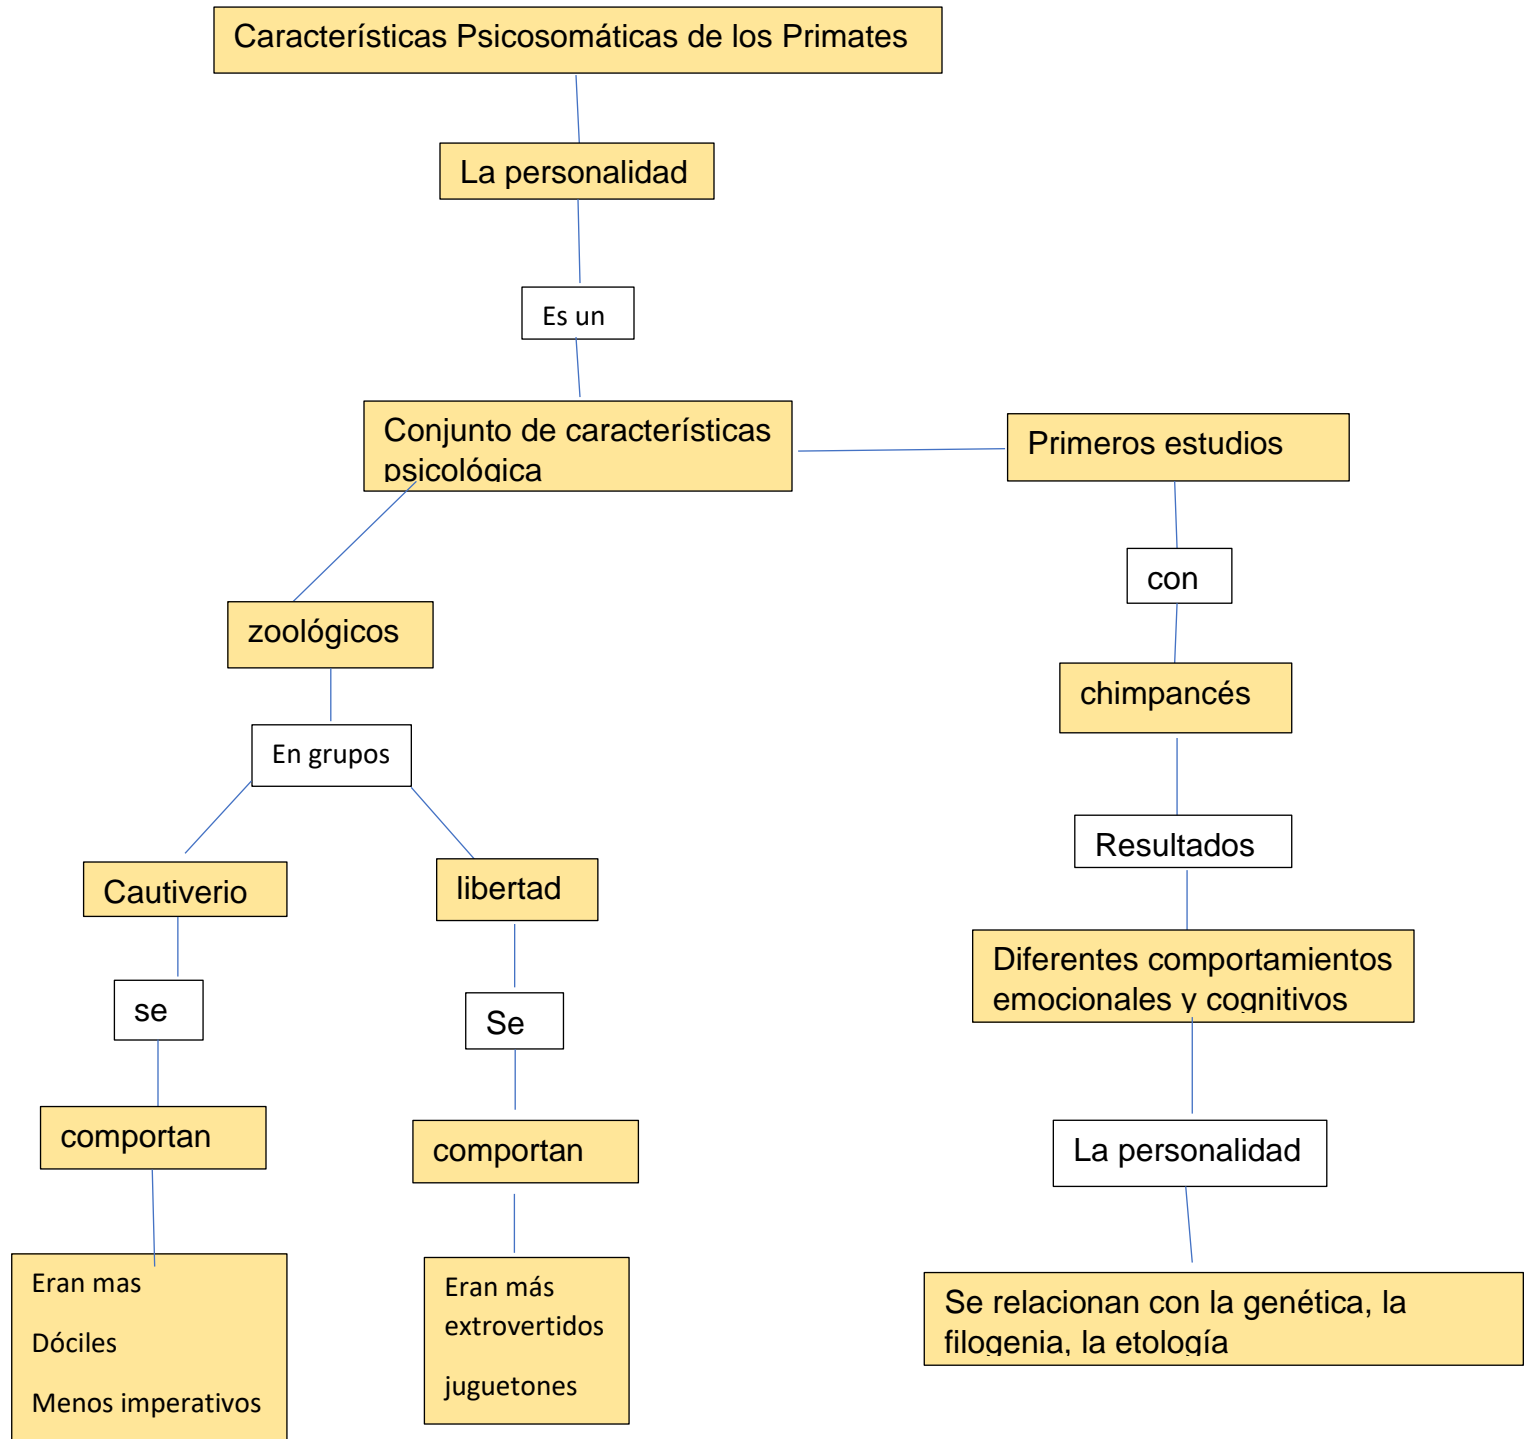 Características Psicosomáticas de los Primates
La personalidad
Es un
Conjunto de características
psicológica
Primeros estudios
con
zoológicos
chimpancés
En grupos
Resultados
Cautiverio
libertad
Diferentes comportamientos
emocionales y cognitivos
se
Se
comportan
comportan
La personalidad
Eran mas
Dóciles
Menos imperativos
Eran más
extrovertidos
juguetones
Se relacionan con la genética, la
filogenia, la etología